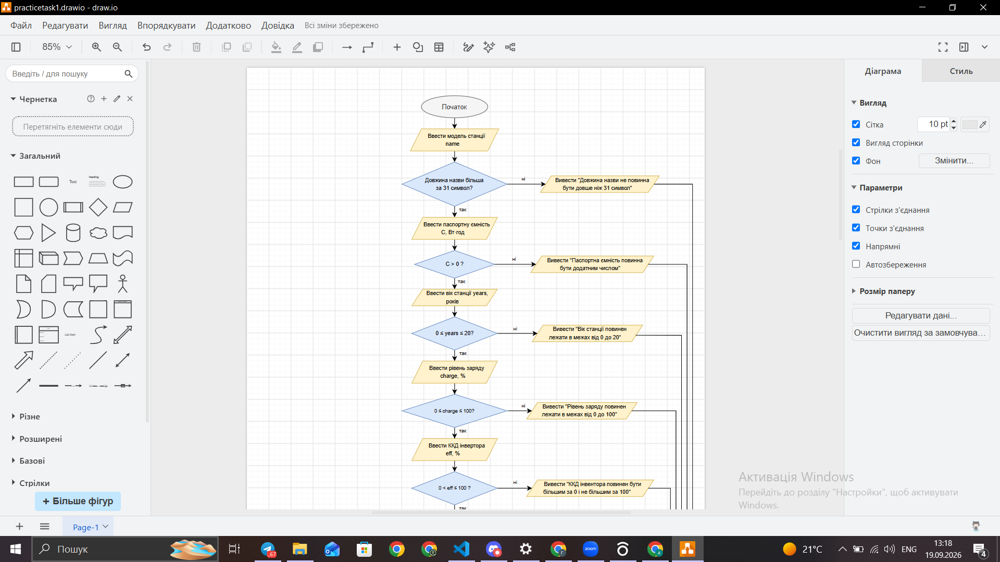 practicetask1.drawio - draw.io
Файл Редагувати Вигляд Впорядкувати Додатково Довідка Всі зміни збережено
85%
Введіть / для пошуку
Чернетка
Перетягніть елементи сюди
Загальний
Text
Heading
List Item
Різне
Розширені
Базові
Стрілки
+ Більше фігур
Початок
Ввести модель станції
name
Довжина назви більша
за 31 символ?
ні
Вивести "Довжина назви не повинна
бути довше ніж 31 символ"
так
Ввести паспортну ємність
C, Вт·год
C > 0 ?
ні
Вивести "Паспортна ємність повинна
бути додатним числом"
так
Ввести вік станції years,
років
0 ≤ years ≤ 20?
ні
Вивести "Вік станції повинен
лежати в межах від 0 до 20"
так
Ввести рівень заряду
charge, %
0 ≤ charge ≤ 100?
ні
Вивести "Рівень заряду повинен
лежати в межах від 0 до 100"
так
Ввести ККД інвертора
eff, %
0 < eff ≤ 100 ?
ні
Вивести "ККД інвертора повинен бути
більшим за 0 і не більшим за 100"
так
Діаграма Стиль
Вигляд
Сітка 10 pt
Вигляд сторінки
Фон Змінити...
Параметри
Стрілки з'єднання
Точки з'єднання
Напрямні
Автозбереження
Розмір паперу
Редагувати дані...
Очистити вигляд за замовчува...
Активація Windows
Перейдіть до розділу "Настройки", щоб активувати
Windows.
Page-1
Пошук
67
zoom
A
21°C
ENG
13:18
19.09.2026
4